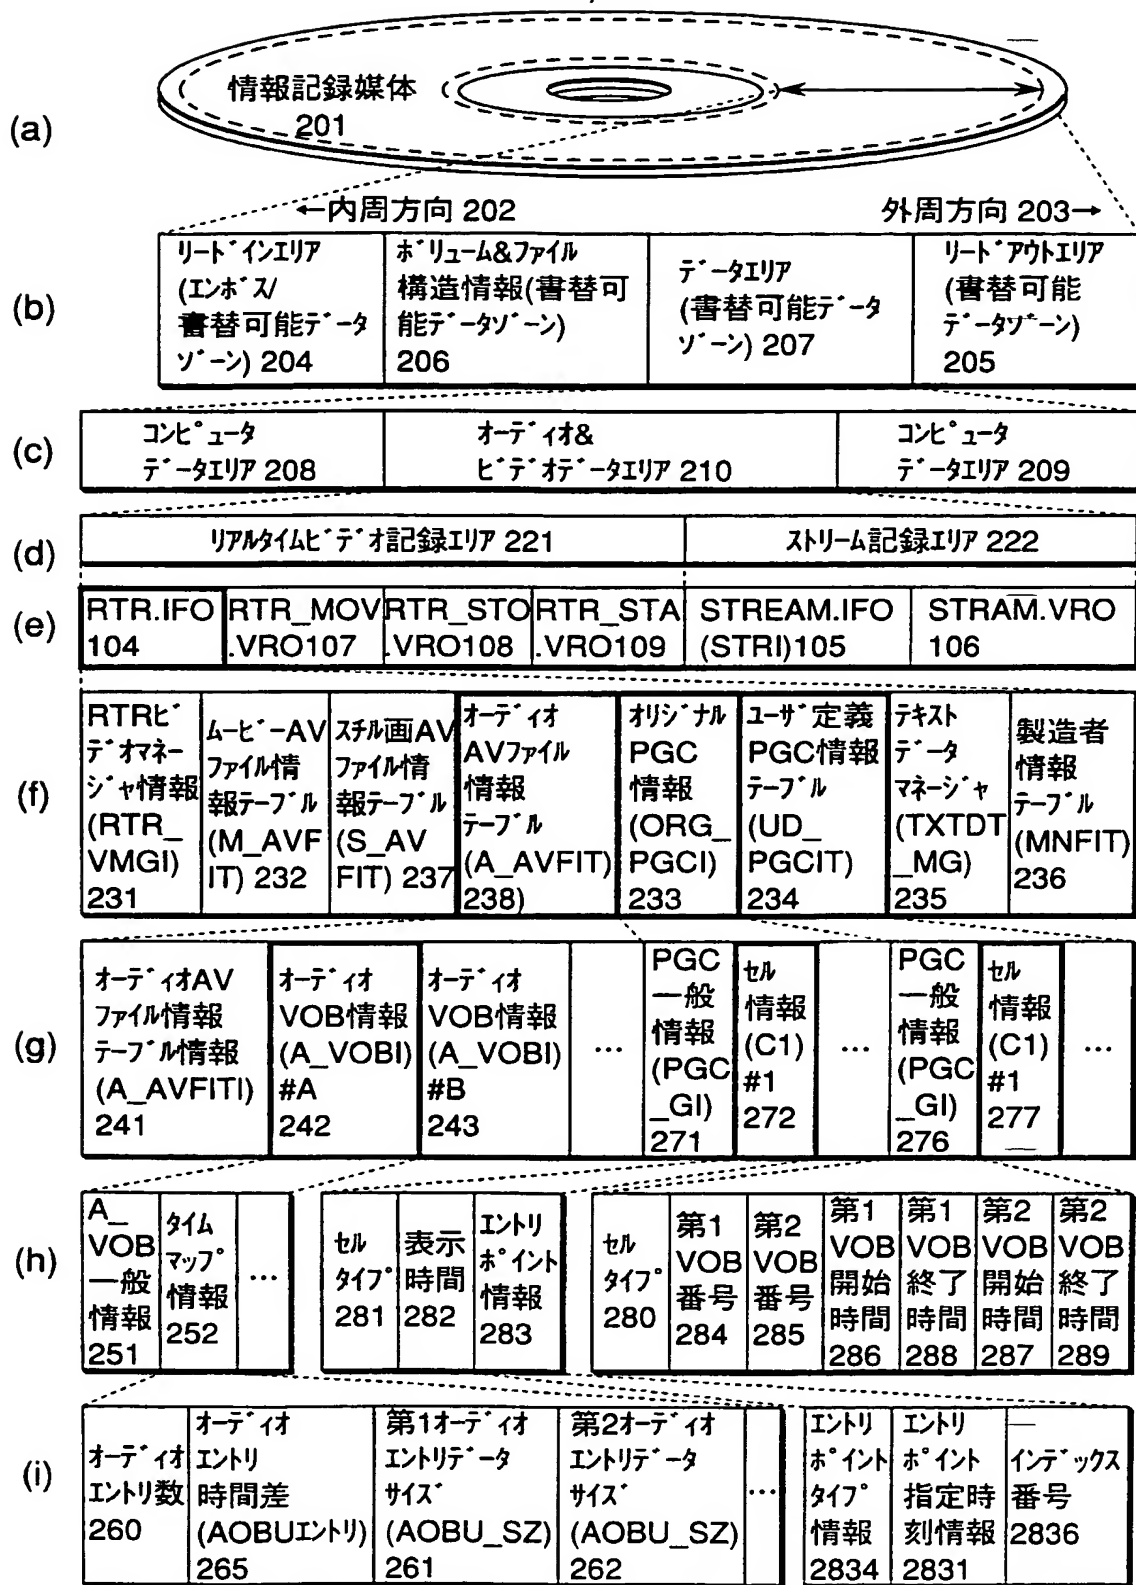 情報記録媒体
201
(a)
←内周方向 202
外周方向 203→
(b)
リードインエリア
(エンボス/
書替可能データ
ゾーン) 204
ボリューム&ファイル
構造情報(書替可
能データゾーン)
206
データエリア
(書替可能データ
ゾーン) 207
リードアウトエリア
(書替可能
データゾーン)
205
(c)
コンピュータ
データエリア 208
オーディオ&
ビデオデータエリア 210
コンピュータ
データエリア 209
(d)
リアルタイムビデオ記録エリア 221
ストリーム記録エリア 222
(e)
RTR.IFO
104
RTR_MOV
.VRO107
RTR_STO
.VRO108
RTR_STA
.VRO109
STREAM.IFO
(STRI)105
STRAM.VRO
106
(f)
RTRビ
デオマネー
ジャ情報
(RTR_
VMGI)
231
ムービーAV
ファイル情
報テーブル
(M_AVF
IT) 232
スチル画AV
ファイル情
報テーブル
(S_AV
FIT) 237
オーディオ
AVファイル
情報
テーブル
(A_AVFIT)
238)
オリジナル
PGC
情報
(ORG_
PGCI)
233
ユーザ定義
PGC情報
テーブル
(UD_
PGCIT)
234
テキスト
データ
マネージャ
(TXTDT
_MG)
235
製造者
情報
テーブル
(MNFIT)
236
(g)
オーディオAV
ファイル情報
テーブル情報
(A_AVFITI)
241
オーディオ
VOB情報
(A_VOBI)
#A
242
オーディオ
VOB情報
(A_VOBI)
#B
243
…
PGC
一般
情報
(PGC
_GI)
271
セル
情報
(C1)
#1
272
…
PGC
一般
情報
(PGC
_GI)
276
セル
情報
(C1)
#1
277
…
(h)
A_
VOB
一般
情報
251
タイム
マップ
情報
252
…
セル
タイプ
281
表示
時間
282
エントリ
ポイント
情報
283
セル
タイプ
280
第1
VOB
番号
284
第2
VOB
番号
285
第1
VOB
開始
時間
286
第1
VOB
終了
時間
288
第2
VOB
開始
時間
287
第2
VOB
終了
時間
289
(i)
オーディオ
エントリ数
260
オーディオ
エントリ
時間差
(AOBUエントリ)
265
第1オーディオ
エントリデータ
サイズ
(AOBU_SZ)
261
第2オーディオ
エントリデータ
サイズ
(AOBU_SZ)
262
…
エントリ
ポイント
タイプ
情報
2834
エントリ
ポイント
指定時
刻情報
2831
インデックス
番号
2836